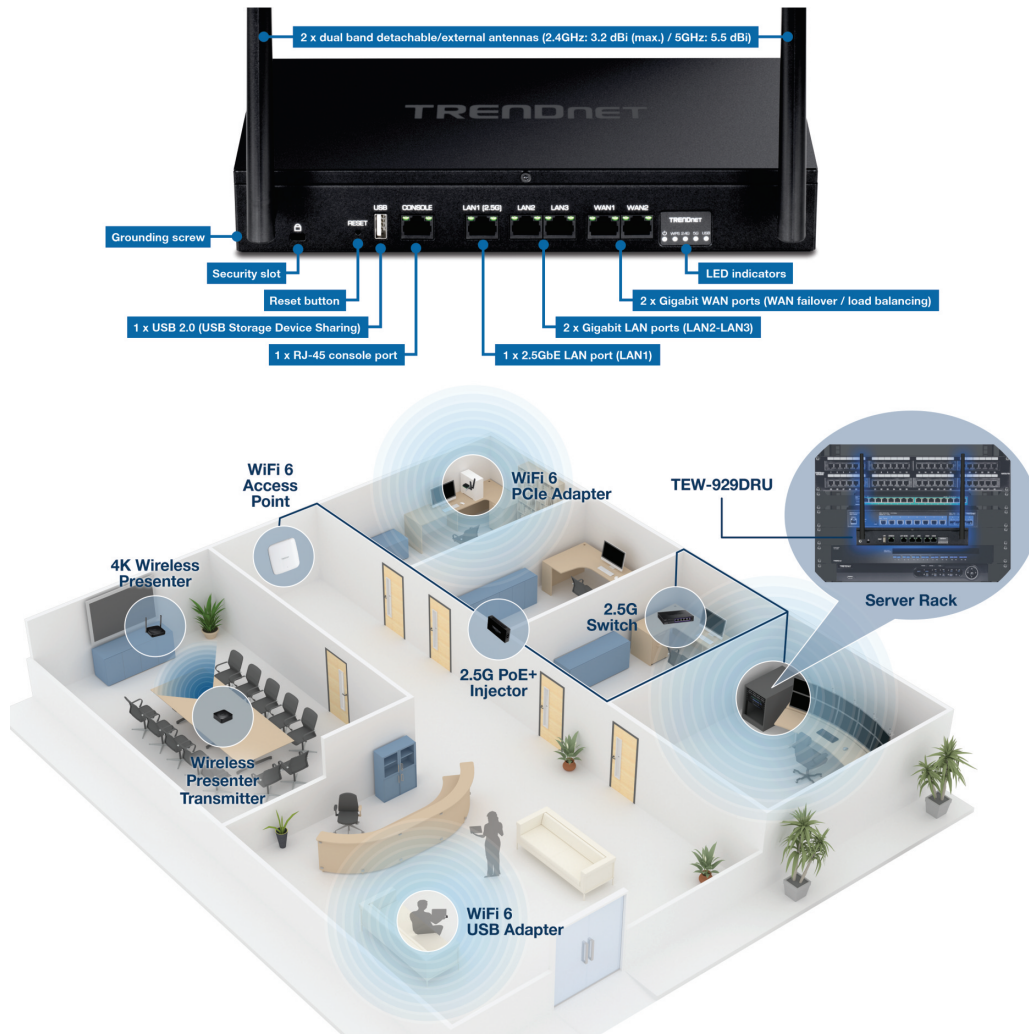 2 x dual band detachable/external antennas (2.4GHz: 3.2 dBi (max.) / 5GHz: 5.5 dBi)
TRENDNET
RESET
USB
CONSOLE
LAN1 (2.5G)
LAN2
LAN3
WAN1
WAN2
TRENDNET
WPS 2.4G 5G USB
Grounding screw
Security slot
LED indicators
Reset button
2 x Gigabit WAN ports (WAN failover / load balancing)
1 x USB 2.0 (USB Storage Device Sharing)
2 x Gigabit LAN ports (LAN2-LAN3)
1 x RJ-45 console port
1 x 2.5GbE LAN port (LAN1)
WiFi 6
Access
Point
WiFi 6
PCIe Adapter
TEW-929DRU
4K Wireless
Presenter
2.5G
Switch
Server Rack
2.5G PoE+
Injector
Wireless
Presenter
Transmitter
WiFi 6
USB Adapter